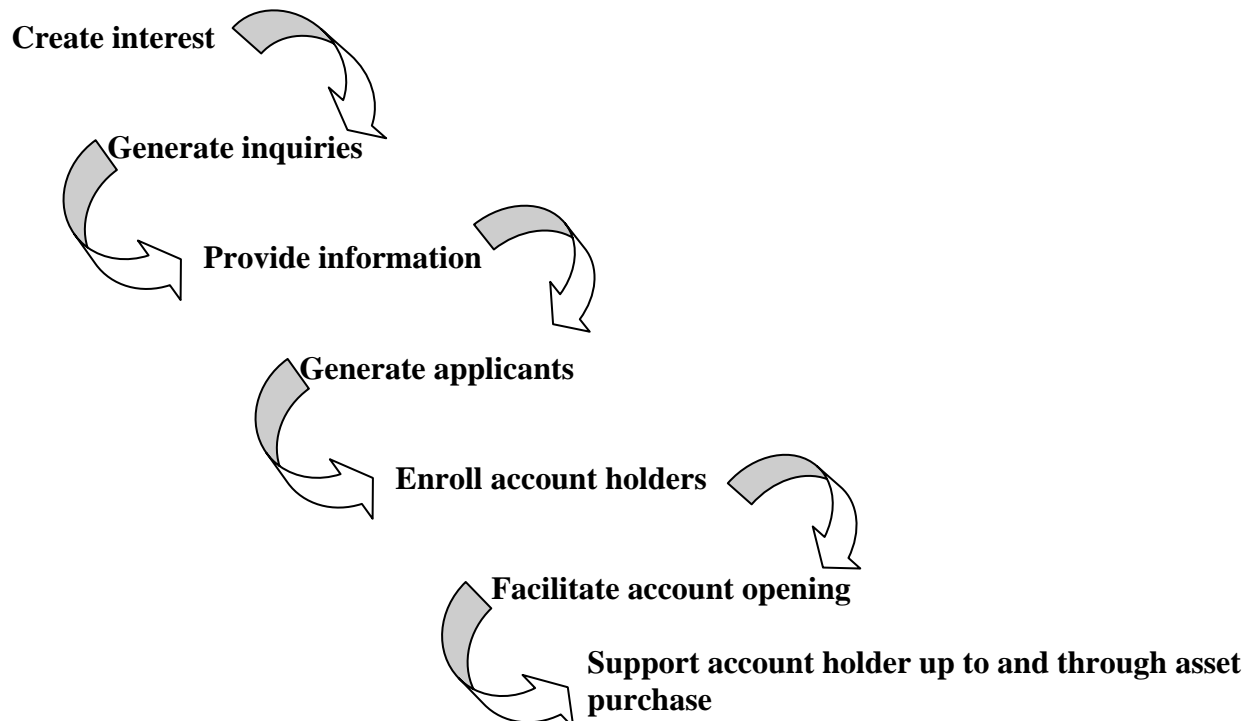 Create interest
Generate inquiries
Provide information
Generate applicants
Enroll account holders
Facilitate account opening
Support account holder up to and through asset
purchase